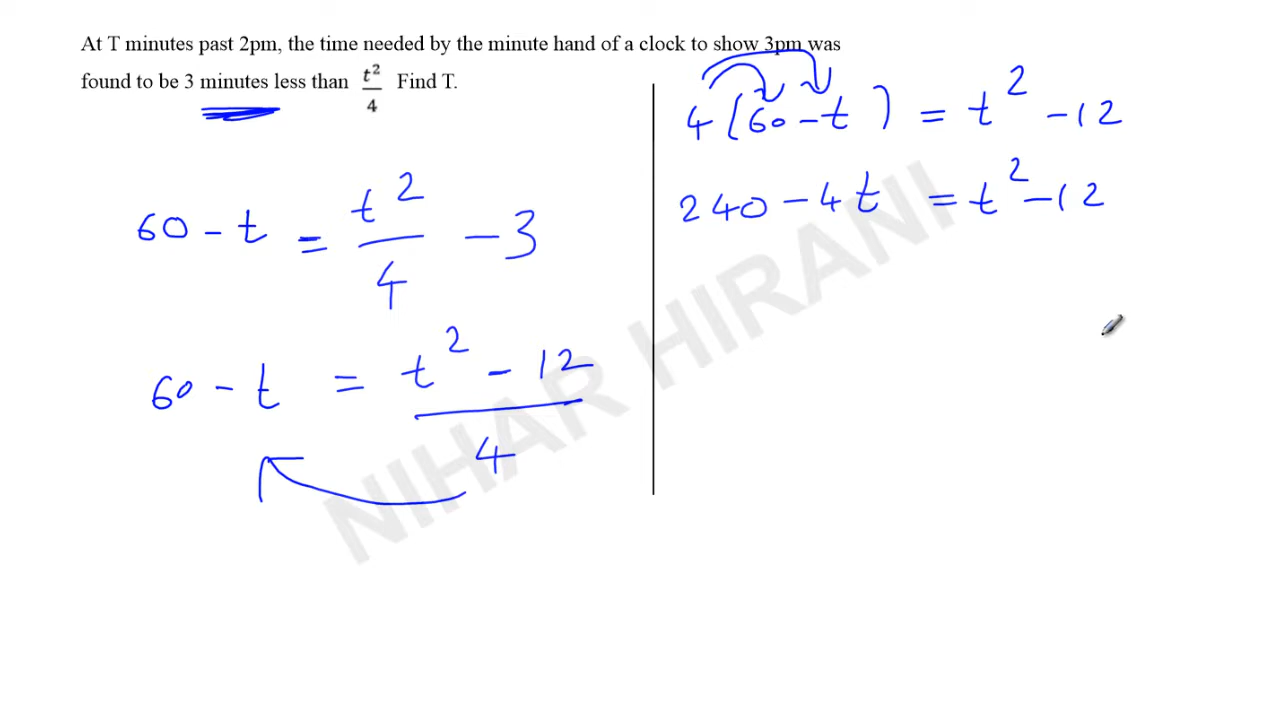 At T minutes past 2pm, the time needed by the minute hand of a clock to show 3pm was
found to be 3 minutes less than t²/4 Find T.
60 - t = t²/4 - 3
60 - t = (t² - 12)/4
4(60 - t) = t² - 12
240 - 4t = t² - 12
NIHAR HIRANI